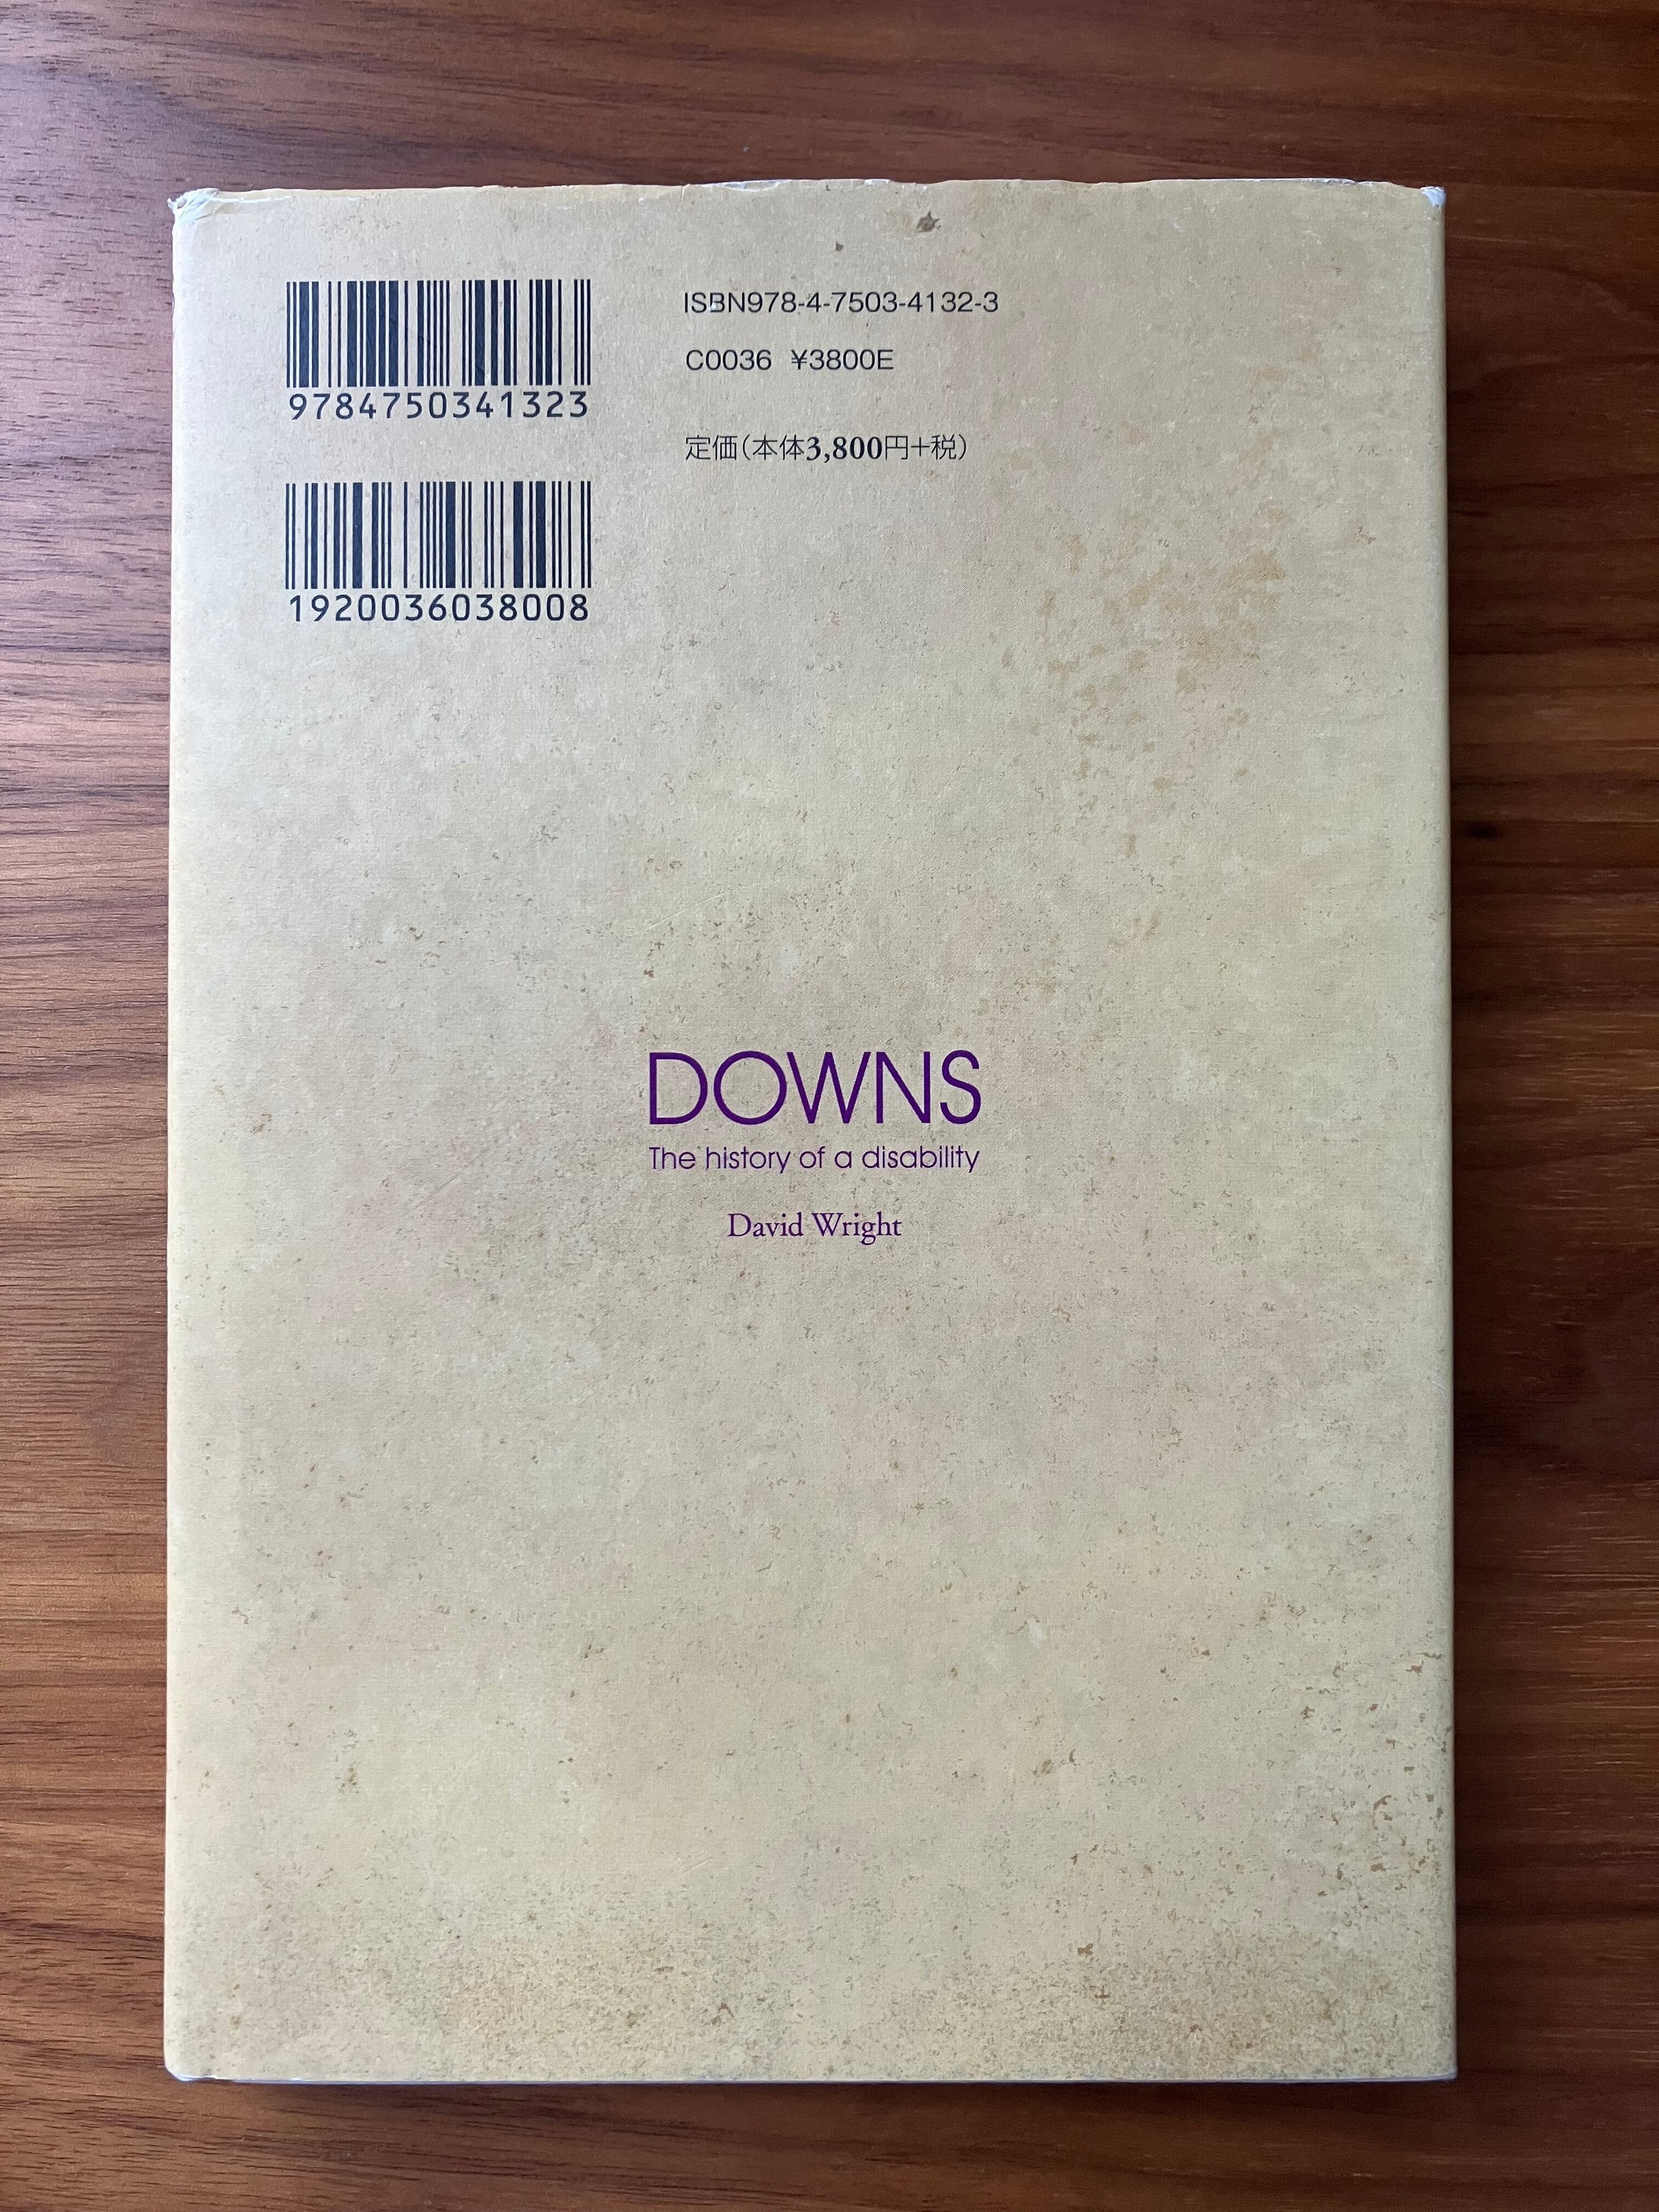 9784750341323
1920036038008
ISBN978-4-7503-4132-3
C0036 ¥3800E
定価(本体3,800円+税)
DOWNS
The history of a disability
David Wright